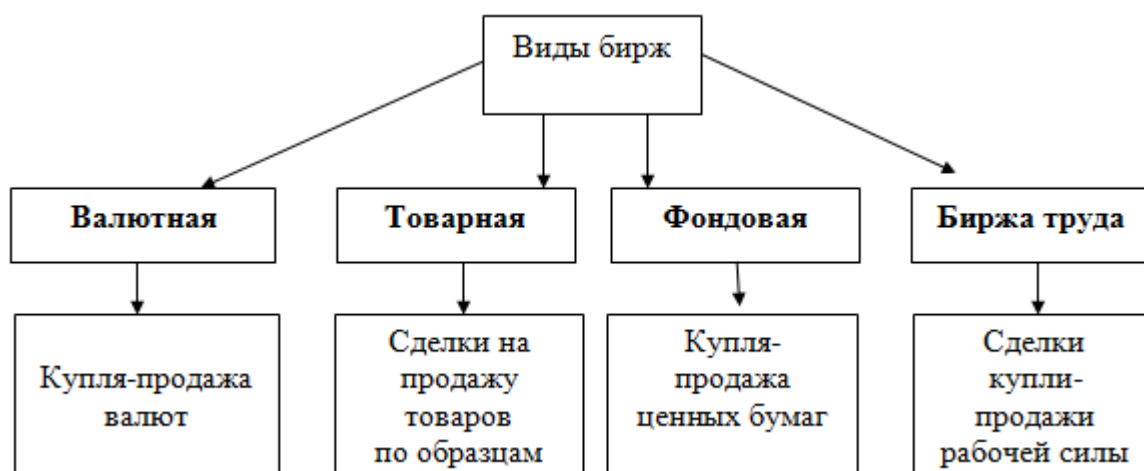 Виды бирж
Валютная
Товарная
Фондовая
Биржа труда
Купля-продажа
валют
Сделки на
продажу
товаров
по образцам
Купля-
продажа
ценных бумаг
Сделки
купли-
продажи
рабочей силы